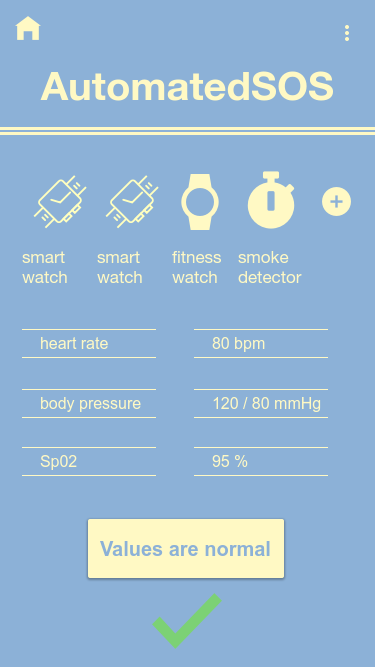 AutomatedSOS
smart watch
smart watch
fitness watch
smoke detector
heart rate 80 bpm
body pressure 120 / 80 mmHg
Sp02 95 %
Values are normal